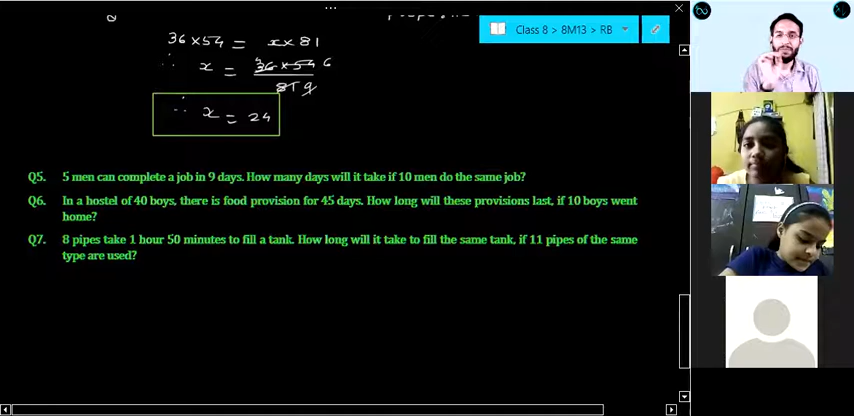 36 × 54 = x × 81
Class 8 > 8M13 > RB
∴ x = 36 × 54 6
81 9
∴ x = 24
Q5. 5 men can complete a job in 9 days. How many days will it take if 10 men do the same job?
Q6. In a hostel of 40 boys, there is food provision for 45 days. How long will these provisions last, if 10 boys went
home?
Q7. 8 pipes take 1 hour 50 minutes to fill a tank. How long will it take to fill the same tank, if 11 pipes of the same
type are used?